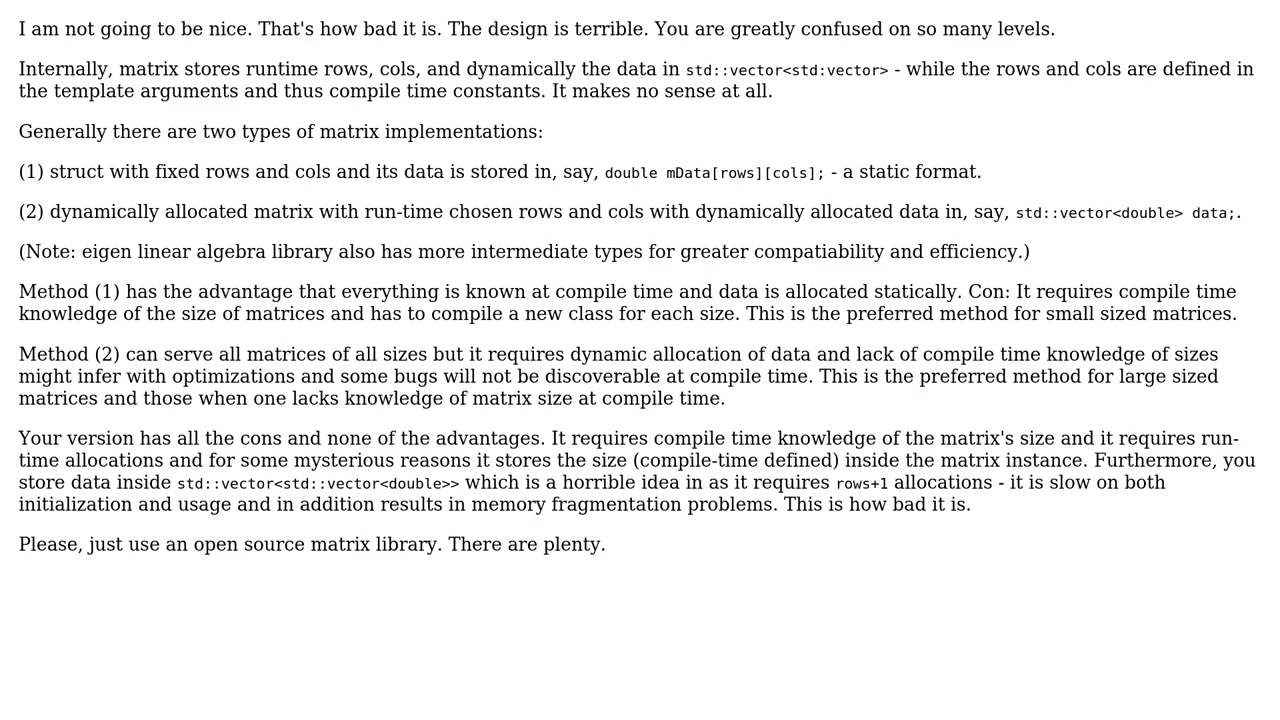 I am not going to be nice. That's how bad it is. The design is terrible. You are greatly confused on so many levels.
Internally, matrix stores runtime rows, cols, and dynamically the data in std::vector<std:vector> - while the rows and cols are defined in
the template arguments and thus compile time constants. It makes no sense at all.
Generally there are two types of matrix implementations:
(1) struct with fixed rows and cols and its data is stored in, say, double mData[rows][cols]; - a static format.
(2) dynamically allocated matrix with run-time chosen rows and cols with dynamically allocated data in, say, std::vector<double> data;.
(Note: eigen linear algebra library also has more intermediate types for greater compatiability and efficiency.)
Method (1) has the advantage that everything is known at compile time and data is allocated statically. Con: It requires compile time
knowledge of the size of matrices and has to compile a new class for each size. This is the preferred method for small sized matrices.
Method (2) can serve all matrices of all sizes but it requires dynamic allocation of data and lack of compile time knowledge of sizes
might infer with optimizations and some bugs will not be discoverable at compile time. This is the preferred method for large sized
matrices and those when one lacks knowledge of matrix size at compile time.
Your version has all the cons and none of the advantages. It requires compile time knowledge of the matrix's size and it requires run-
time allocations and for some mysterious reasons it stores the size (compile-time defined) inside the matrix instance. Furthermore, you
store data inside std::vector<std::vector<double>> which is a horrible idea in as it requires rows+1 allocations - it is slow on both
initialization and usage and in addition results in memory fragmentation problems. This is how bad it is.
Please, just use an open source matrix library. There are plenty.